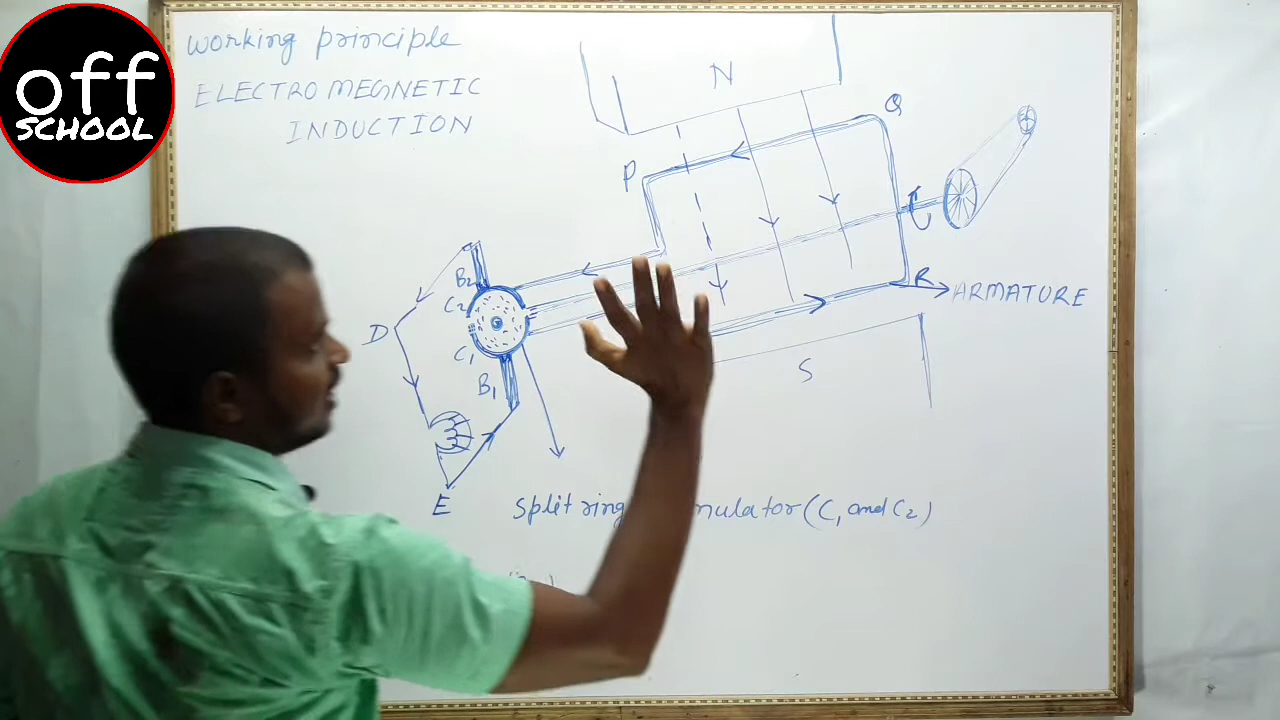 off
SCHOOL
working principle
ELECTRO MEGNETIC
INDUCTION
N
Q
P
B2
C2
R
ARMATURE
D
C1
S
B1
E
split ring mulator (C1 and C2)